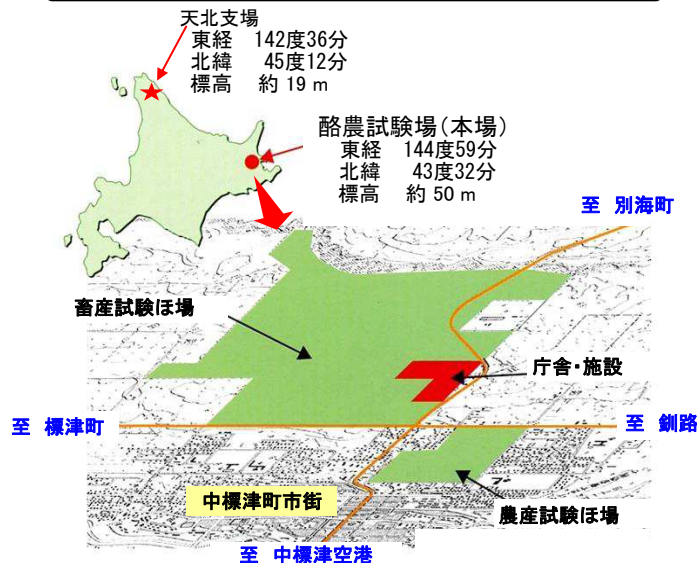 天北支場
東経　142度36分
北緯　45度12分
標高　約 19 m
酪農試験場（本場）
東経　144度59分
北緯　43度32分
標高　約 50 m
至 別海町
畜産試験ほ場
庁舎・施設
至 標津町
至 釧路
中標津町市街
農産試験ほ場
至 中標津空港